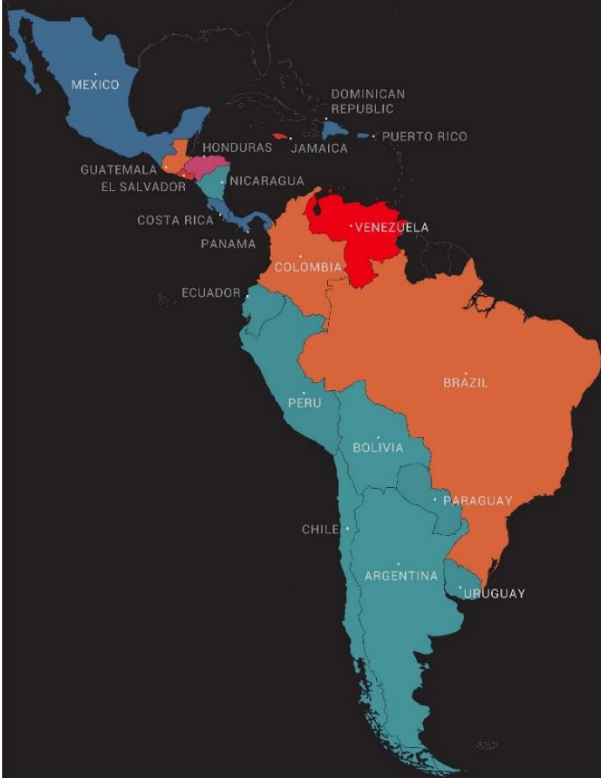 MEXICO
DOMINICAN
REPUBLIC
PUERTO RICO
HONDURAS
JAMAICA
GUATEMALA
EL SALVADOR
NICARAGUA
COSTA RICA
PANAMA
VENEZUELA
COLOMBIA
ECUADOR
BRAZIL
PERU
BOLIVIA
PARAGUAY
CHILE
ARGENTINA
URUGUAY